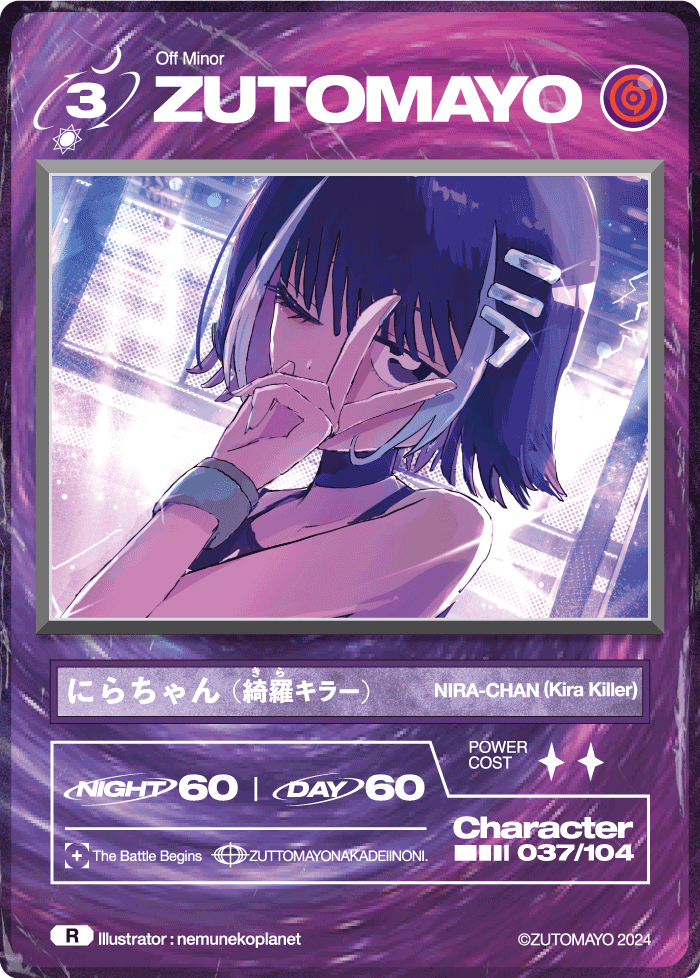 Off Minor
3 ZUTOMAYO
きら
にらちゃん（綺羅キラー） NIRA-CHAN (Kira Killer)
POWER
COST
NIGHT 60 | DAY 60
Character
037/104
The Battle Begins ZUTTOMAYONAKADEIINONI.
R Illustrator : nemunekoplanet ©ZUTOMAYO 2024